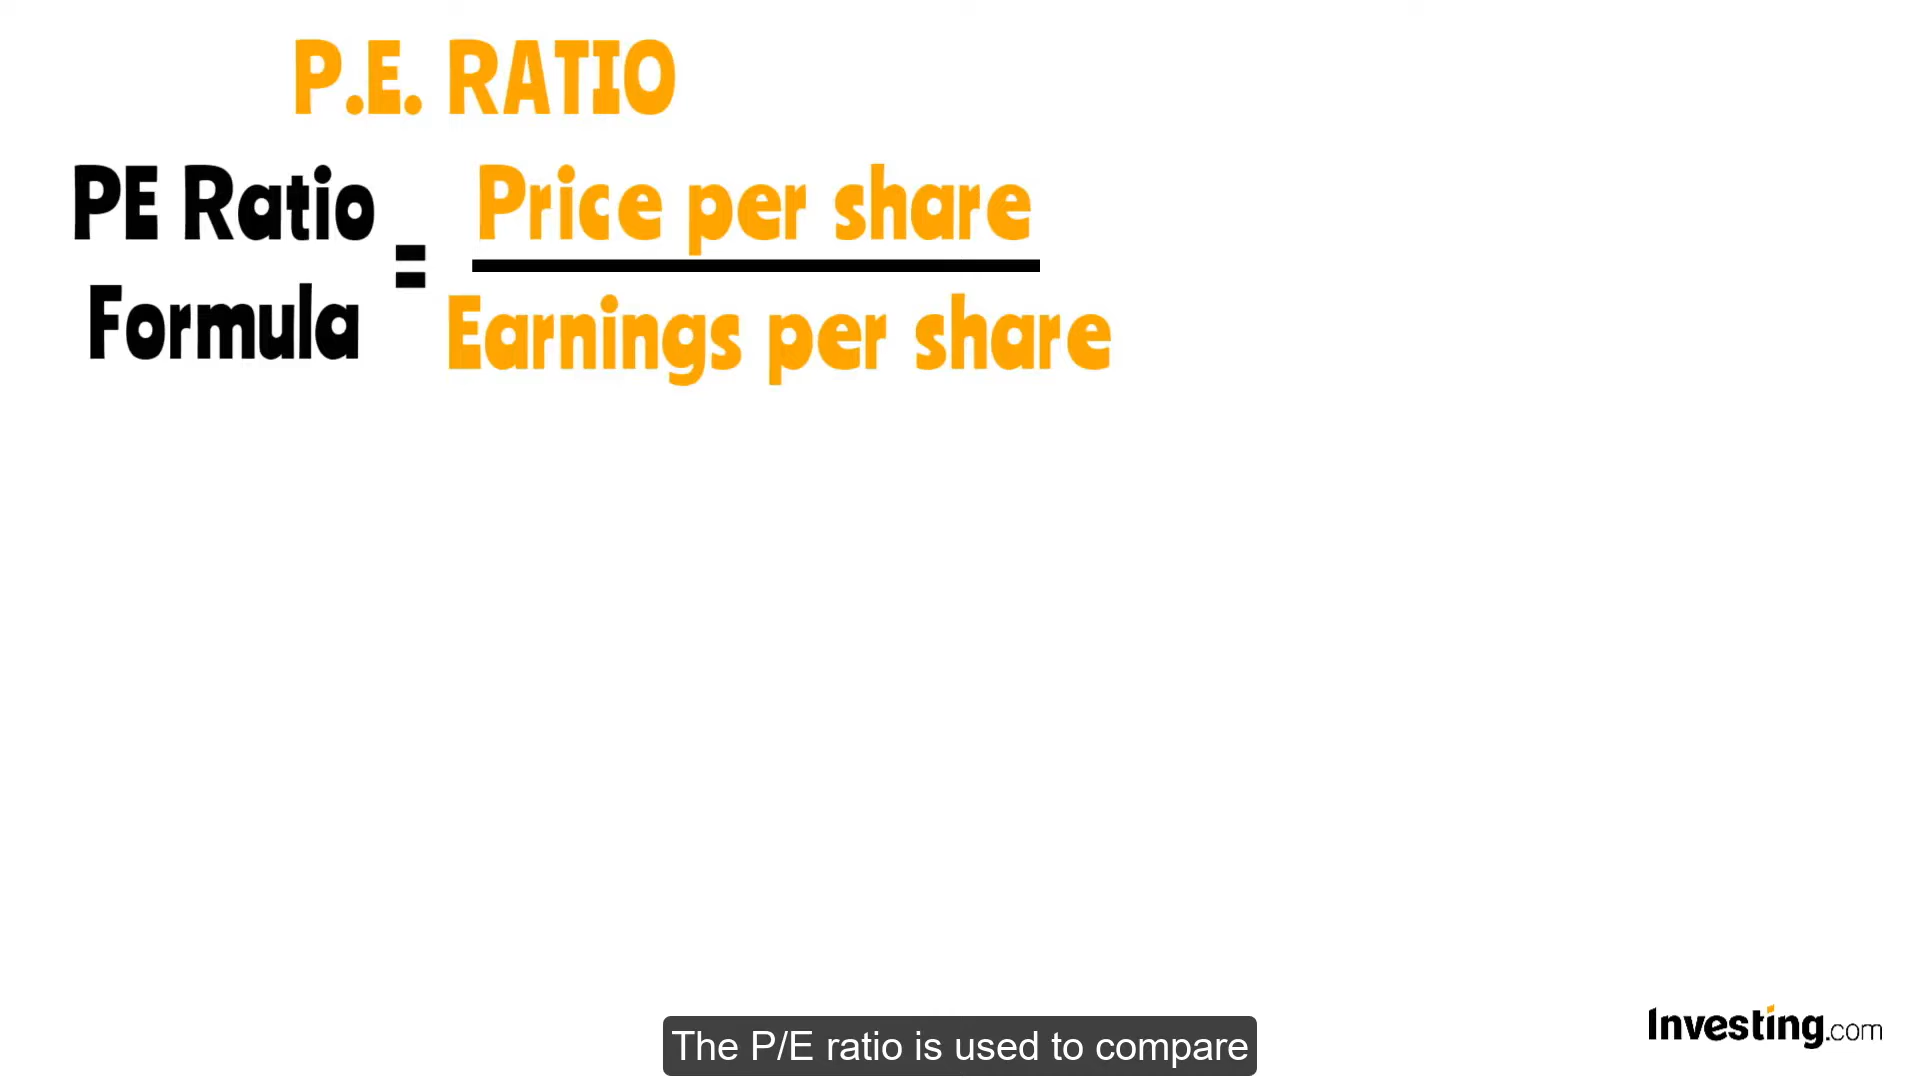 P.E. RATIO
PE Ratio
Formula
=
Price per share
Earnings per share
The P/E ratio is used to compare
Investing.com